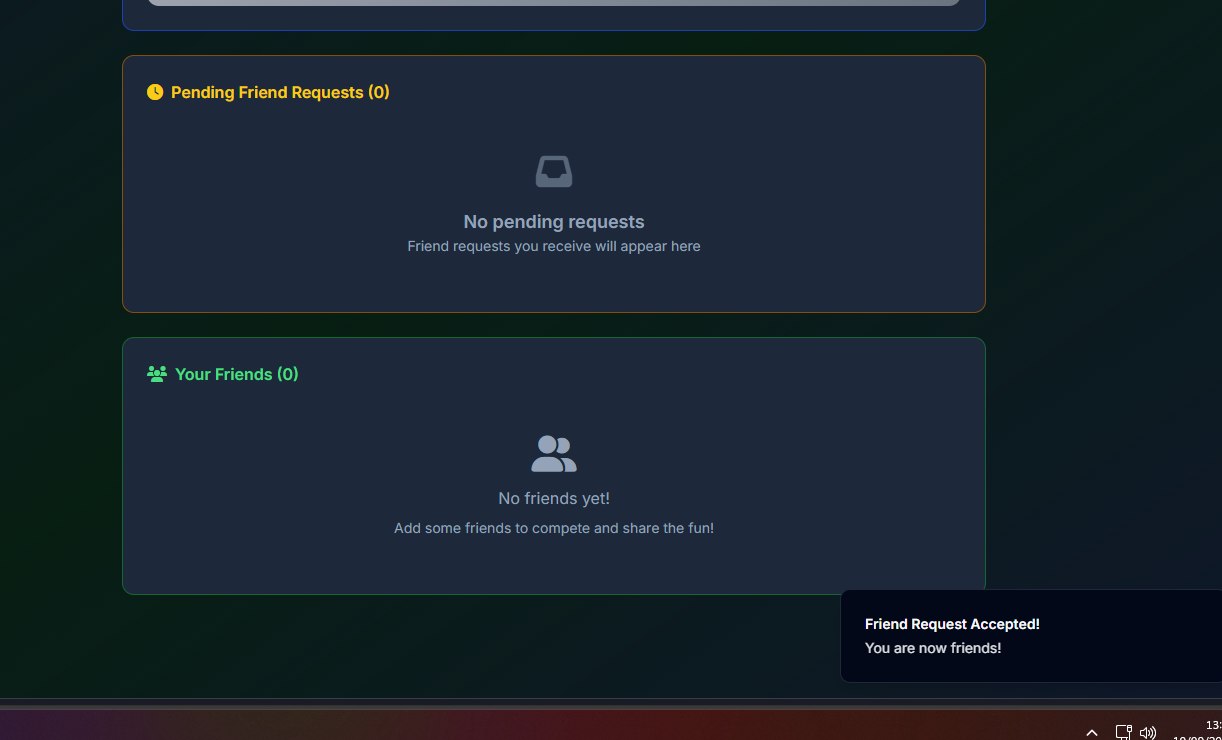 Pending Friend Requests (0)
No pending requests
Friend requests you receive will appear here
Your Friends (0)
No friends yet!
Add some friends to compete and share the fun!
Friend Request Accepted!
You are now friends!
13: